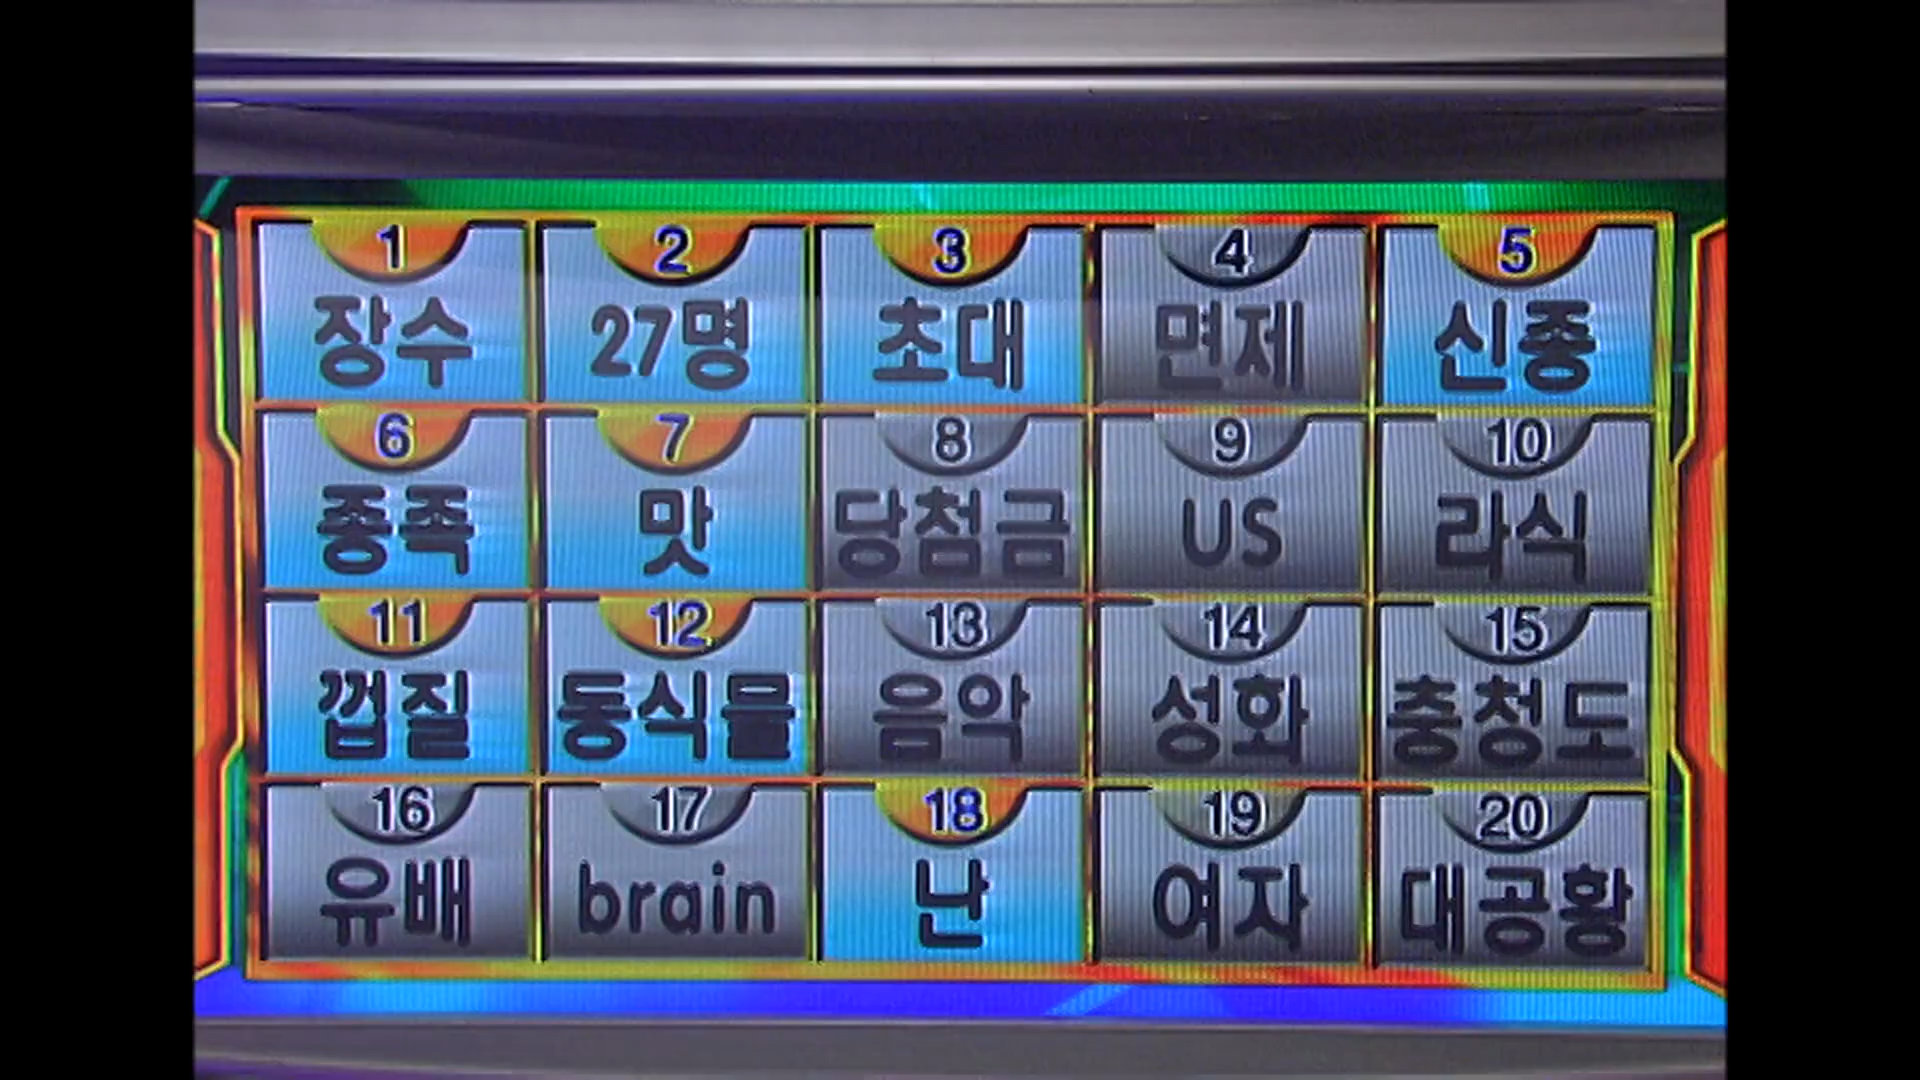 1 2 3 4 5
장수 27명 초대 면제 신종
6 7 8 9 10
종족 맛 당첨금 US 라식
11 12 13 14 15
껍질 동식물 음악 성화 충청도
16 17 18 19 20
유배 brain 난 여자 대공황